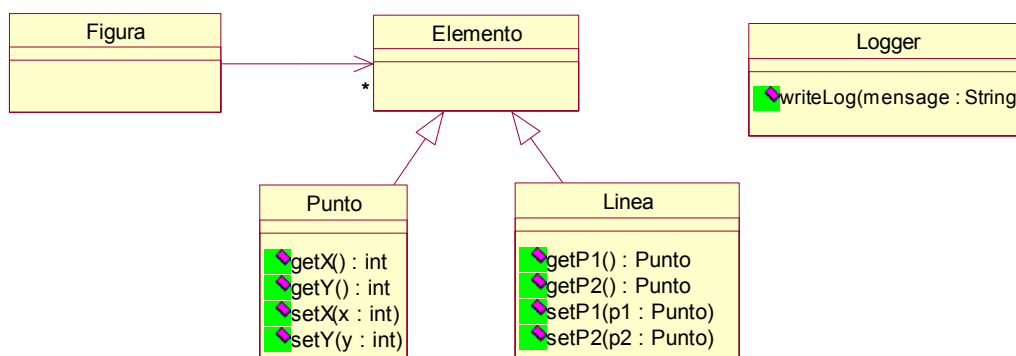 Figura
Elemento
*
Logger
writeLog(mensage : String
Punto
getX() : int
getY() : int
setX(x : int)
setY(y : int)
Linea
getP1() : Punto
getP2() : Punto
setP1(p1 : Punto)
setP2(p2 : Punto)